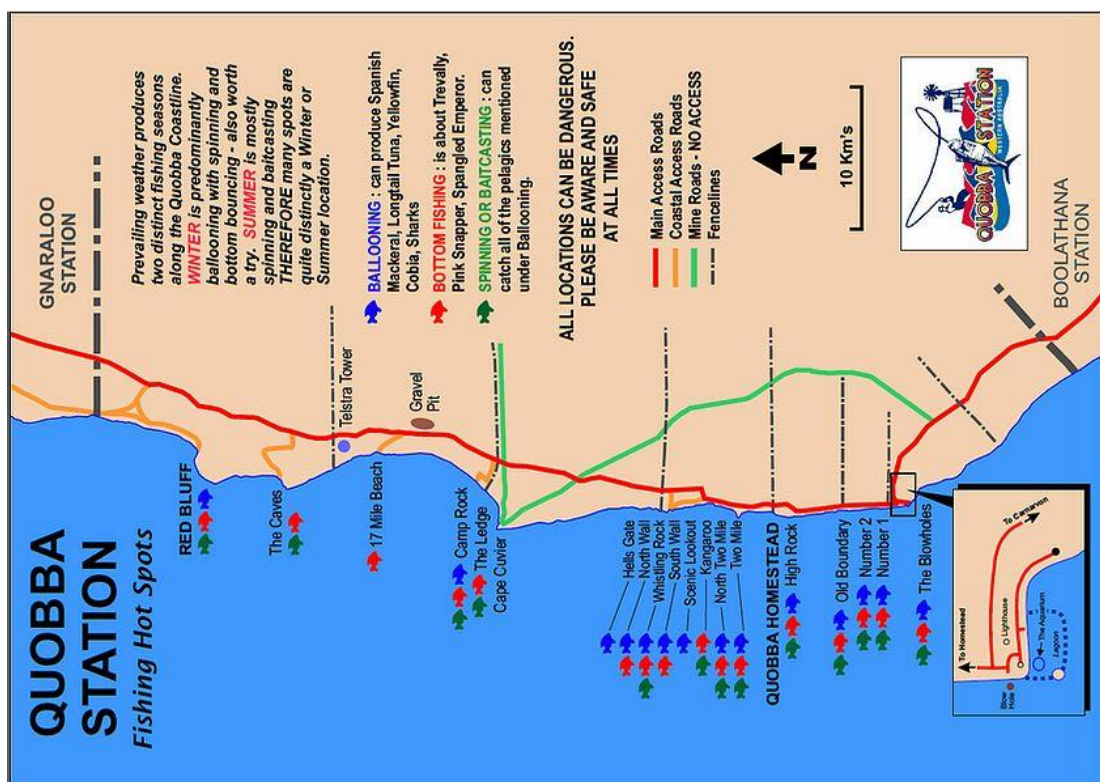 QUOBBA
STATION
Fishing Hot Spots
GNARALOO
STATION
Prevailing weather produces
two distinct fishing seasons
along the Quobba Coastline.
WINTER is predominantly
ballooning with spinning and
bottom bouncing - also worth
a try. SUMMER is mostly
spinning and baitcasting
THEREFORE many spots are
quite distinctly a Winter or
Summer location.
BALLOONING : can produce Spanish
Mackeral, Longtail Tuna, Yellowfin,
Cobia, Sharks
BOTTOM FISHING : is about Trevally,
Pink Snapper, Spangled Emperor.
SPINNING OR BAITCASTING : can
catch all of the pelagics mentioned
under Ballooning.
ALL LOCATIONS CAN BE DANGEROUS.
PLEASE BE AWARE AND SAFE
AT ALL TIMES
Main Access Roads
Coastal Access Roads
Mine Roads - NO ACCESS
Fencelines
N
10 Km's
QUOBBA STATION
WESTERN AUSTRALIA
BOOLATHANA
STATION
RED BLUFF
The Caves
Telstra Tower
17 Mile Beach
Gravel
Pit
Camp Rock
The Ledge
Cape Cuvier
Hells Gate
North Wall
Whistling Rock
South Wall
Scenic Lookout
Kangaroo
North Two Mile
Two Mile
QUOBBA HOMESTEAD
High Rock
Old Boundary
Number 2
Number 1
The Blowholes
To Homestead
To Carnarvon
Lighthouse
The Aquarium
Lagoon
Blow
Hole